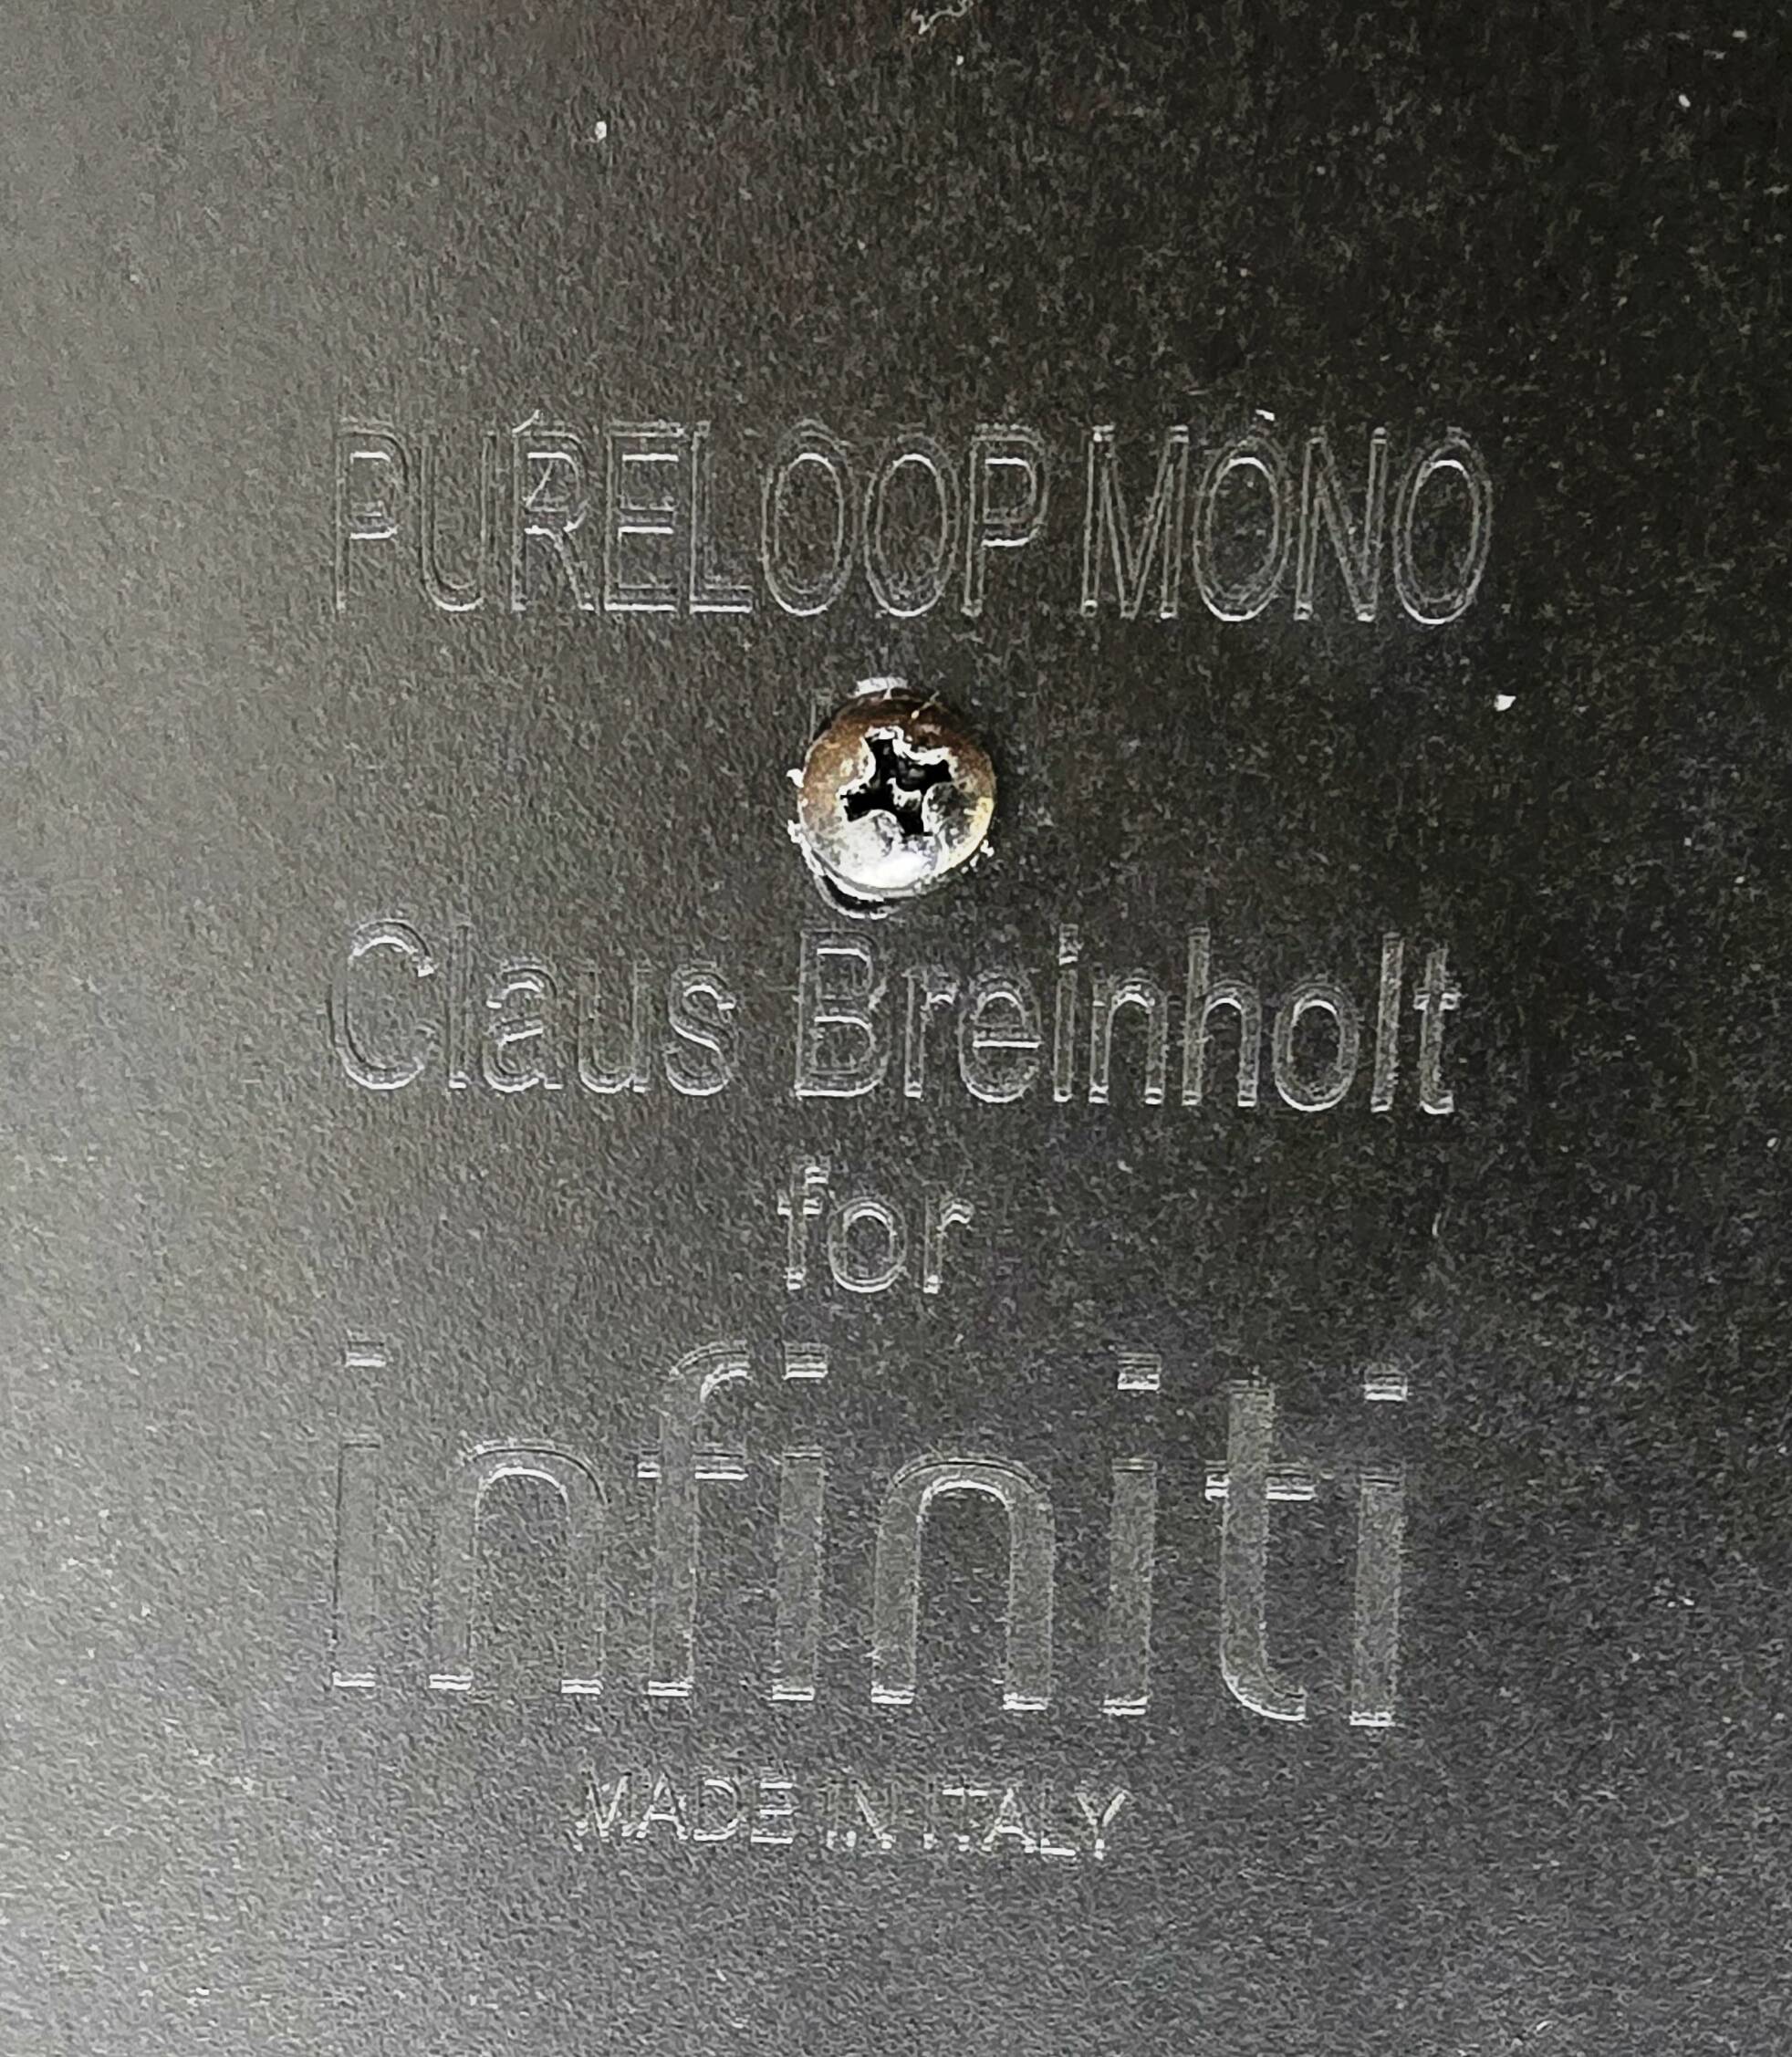 PURELOOP MONO
Claus Breinholt
for
infiniti
MADE IN ITALY